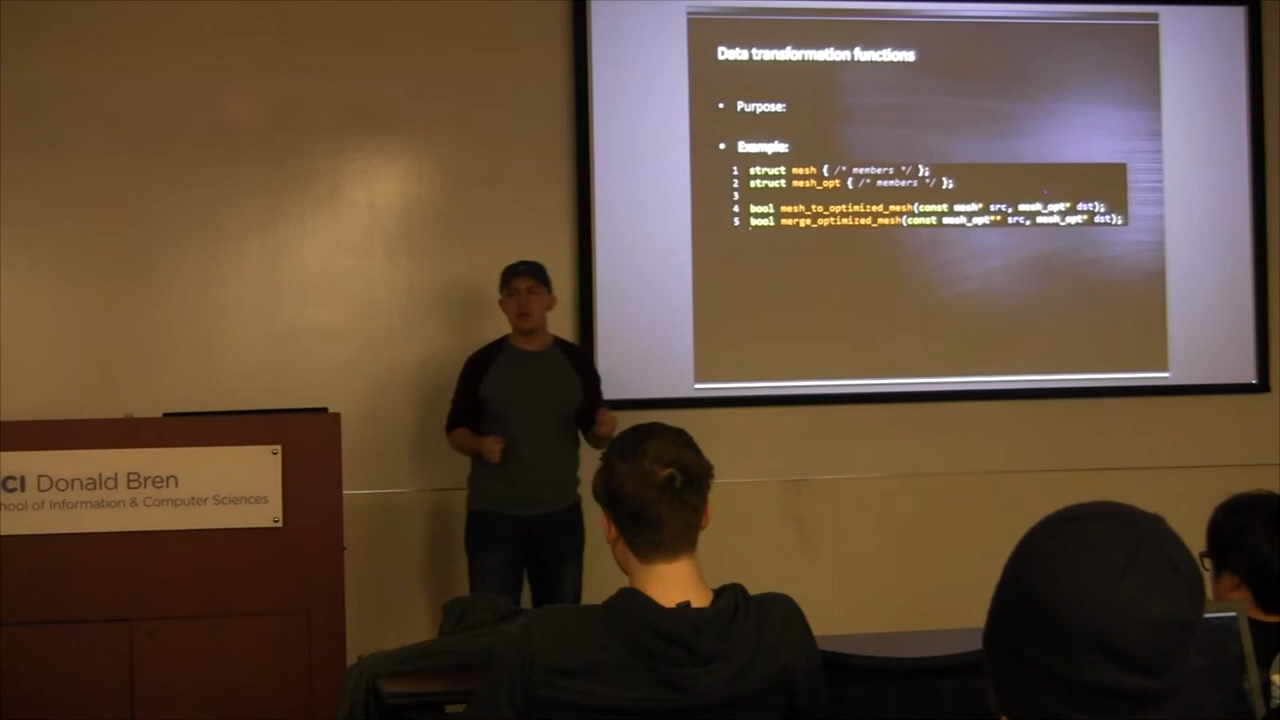 Data transformation functions
• Purpose:
• Example:
1 struct mesh { /* members */ };
2 struct mesh_opt { /* members */ };
3
4 bool mesh_to_optimized_mesh(const mesh* src, mesh_opt* dst);
5 bool merge_optimized_mesh(const mesh_opt** src, mesh_opt* dst);
CI Donald Bren
hool of Information & Computer Sciences